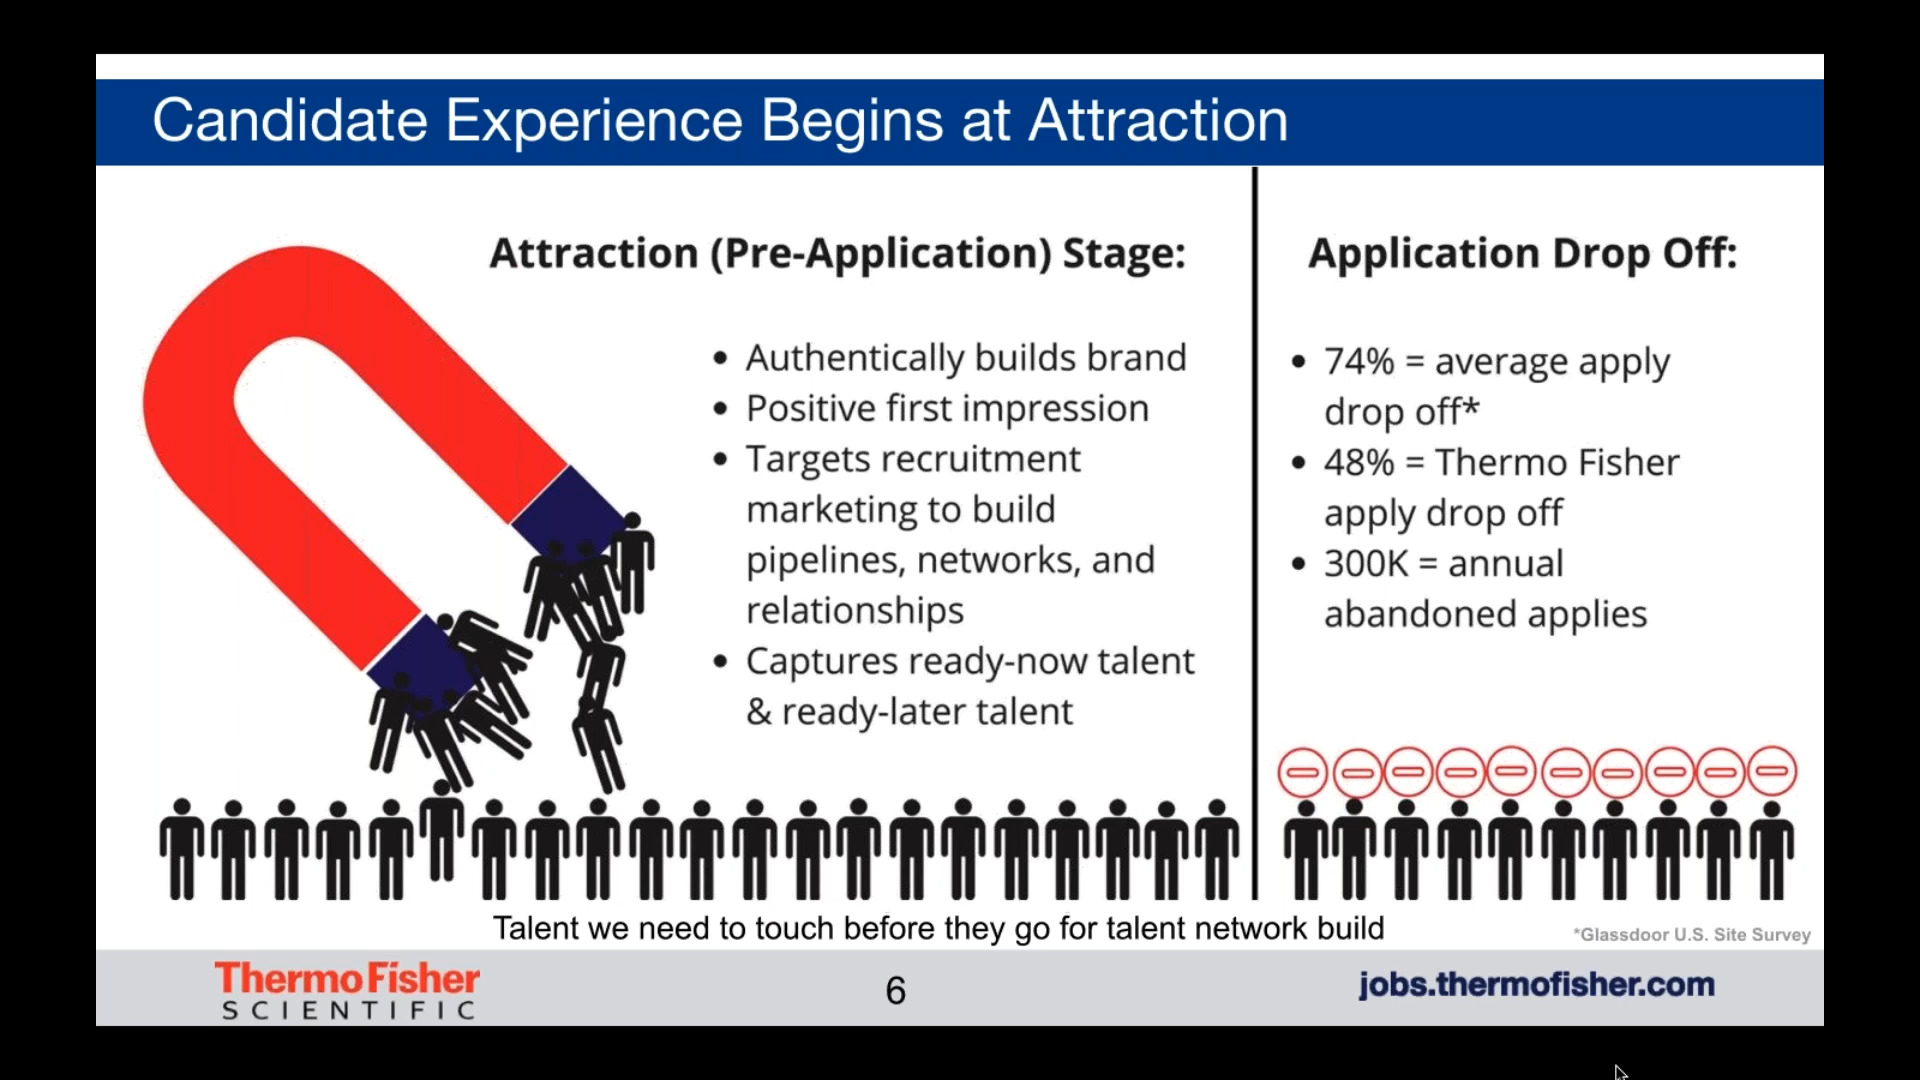 Candidate Experience Begins at Attraction
Attraction (Pre-Application) Stage:
• Authentically builds brand
• Positive first impression
• Targets recruitment
marketing to build
pipelines, networks, and
relationships
• Captures ready-now talent
& ready-later talent
Application Drop Off:
• 74% = average apply
drop off*
• 48% = Thermo Fisher
apply drop off
• 300K = annual
abandoned applies
Talent we need to touch before they go for talent network build
*Glassdoor U.S. Site Survey
ThermoFisher
SCIENTIFIC
6
jobs.thermofisher.com